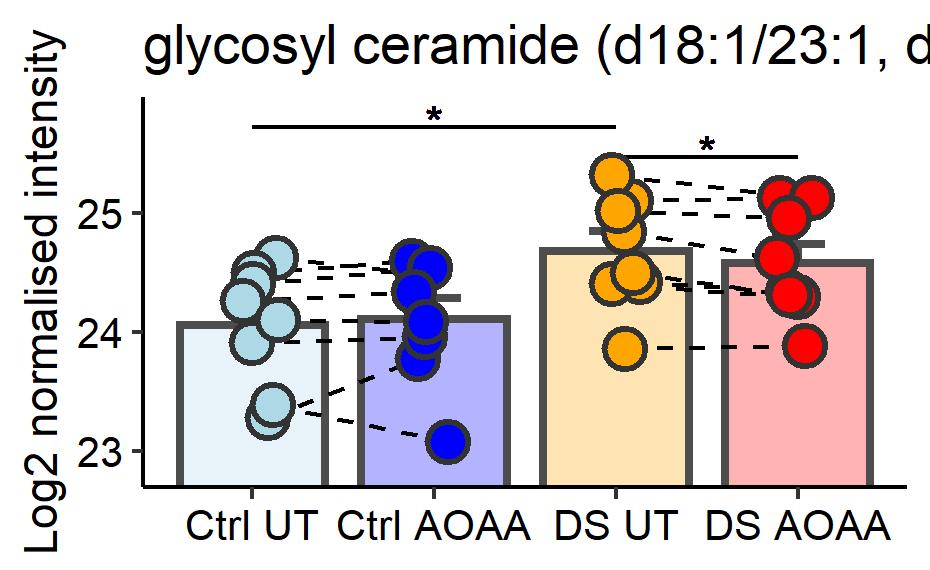 glycosyl ceramide (d18:1/23:1, d
Log2 normalised intensity
*
*
25
24
23
Ctrl UT Ctrl AOAA DS UT DS AOAA